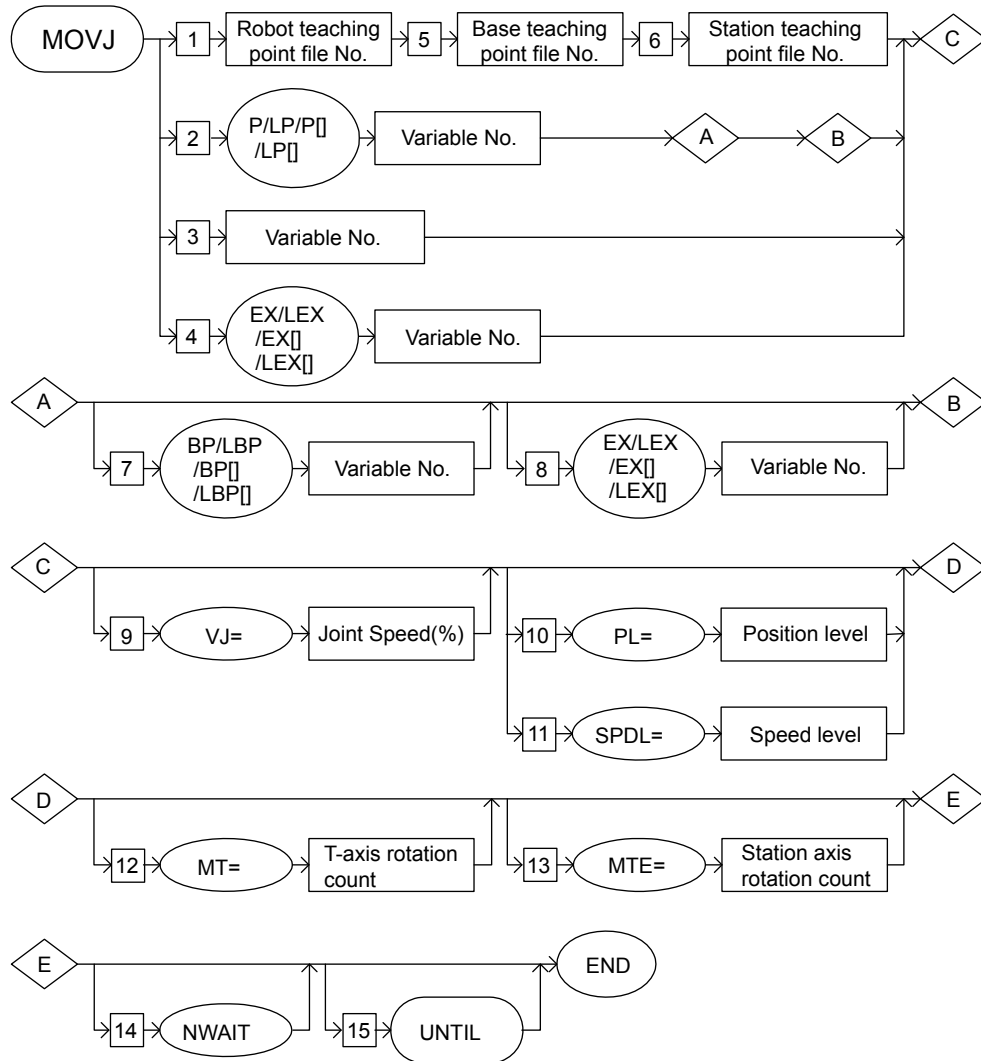 MOVJ
1
Robot teaching
point file No.
5
Base teaching
point file No.
6
Station teaching
point file No.
C
2
P/LP/P[]
/LP[]
Variable No.
A
B
3
Variable No.
4
EX/LEX
/EX[]
/LEX[]
Variable No.
A
B
7
BP/LBP
/BP[]
/LBP[]
Variable No.
8
EX/LEX
/EX[]
/LEX[]
Variable No.
C
D
9
VJ=
Joint Speed(%)
10
PL=
Position level
11
SPDL=
Speed level
D
E
12
MT=
T-axis rotation
count
13
MTE=
Station axis
rotation count
E
END
14
NWAIT
15
UNTIL